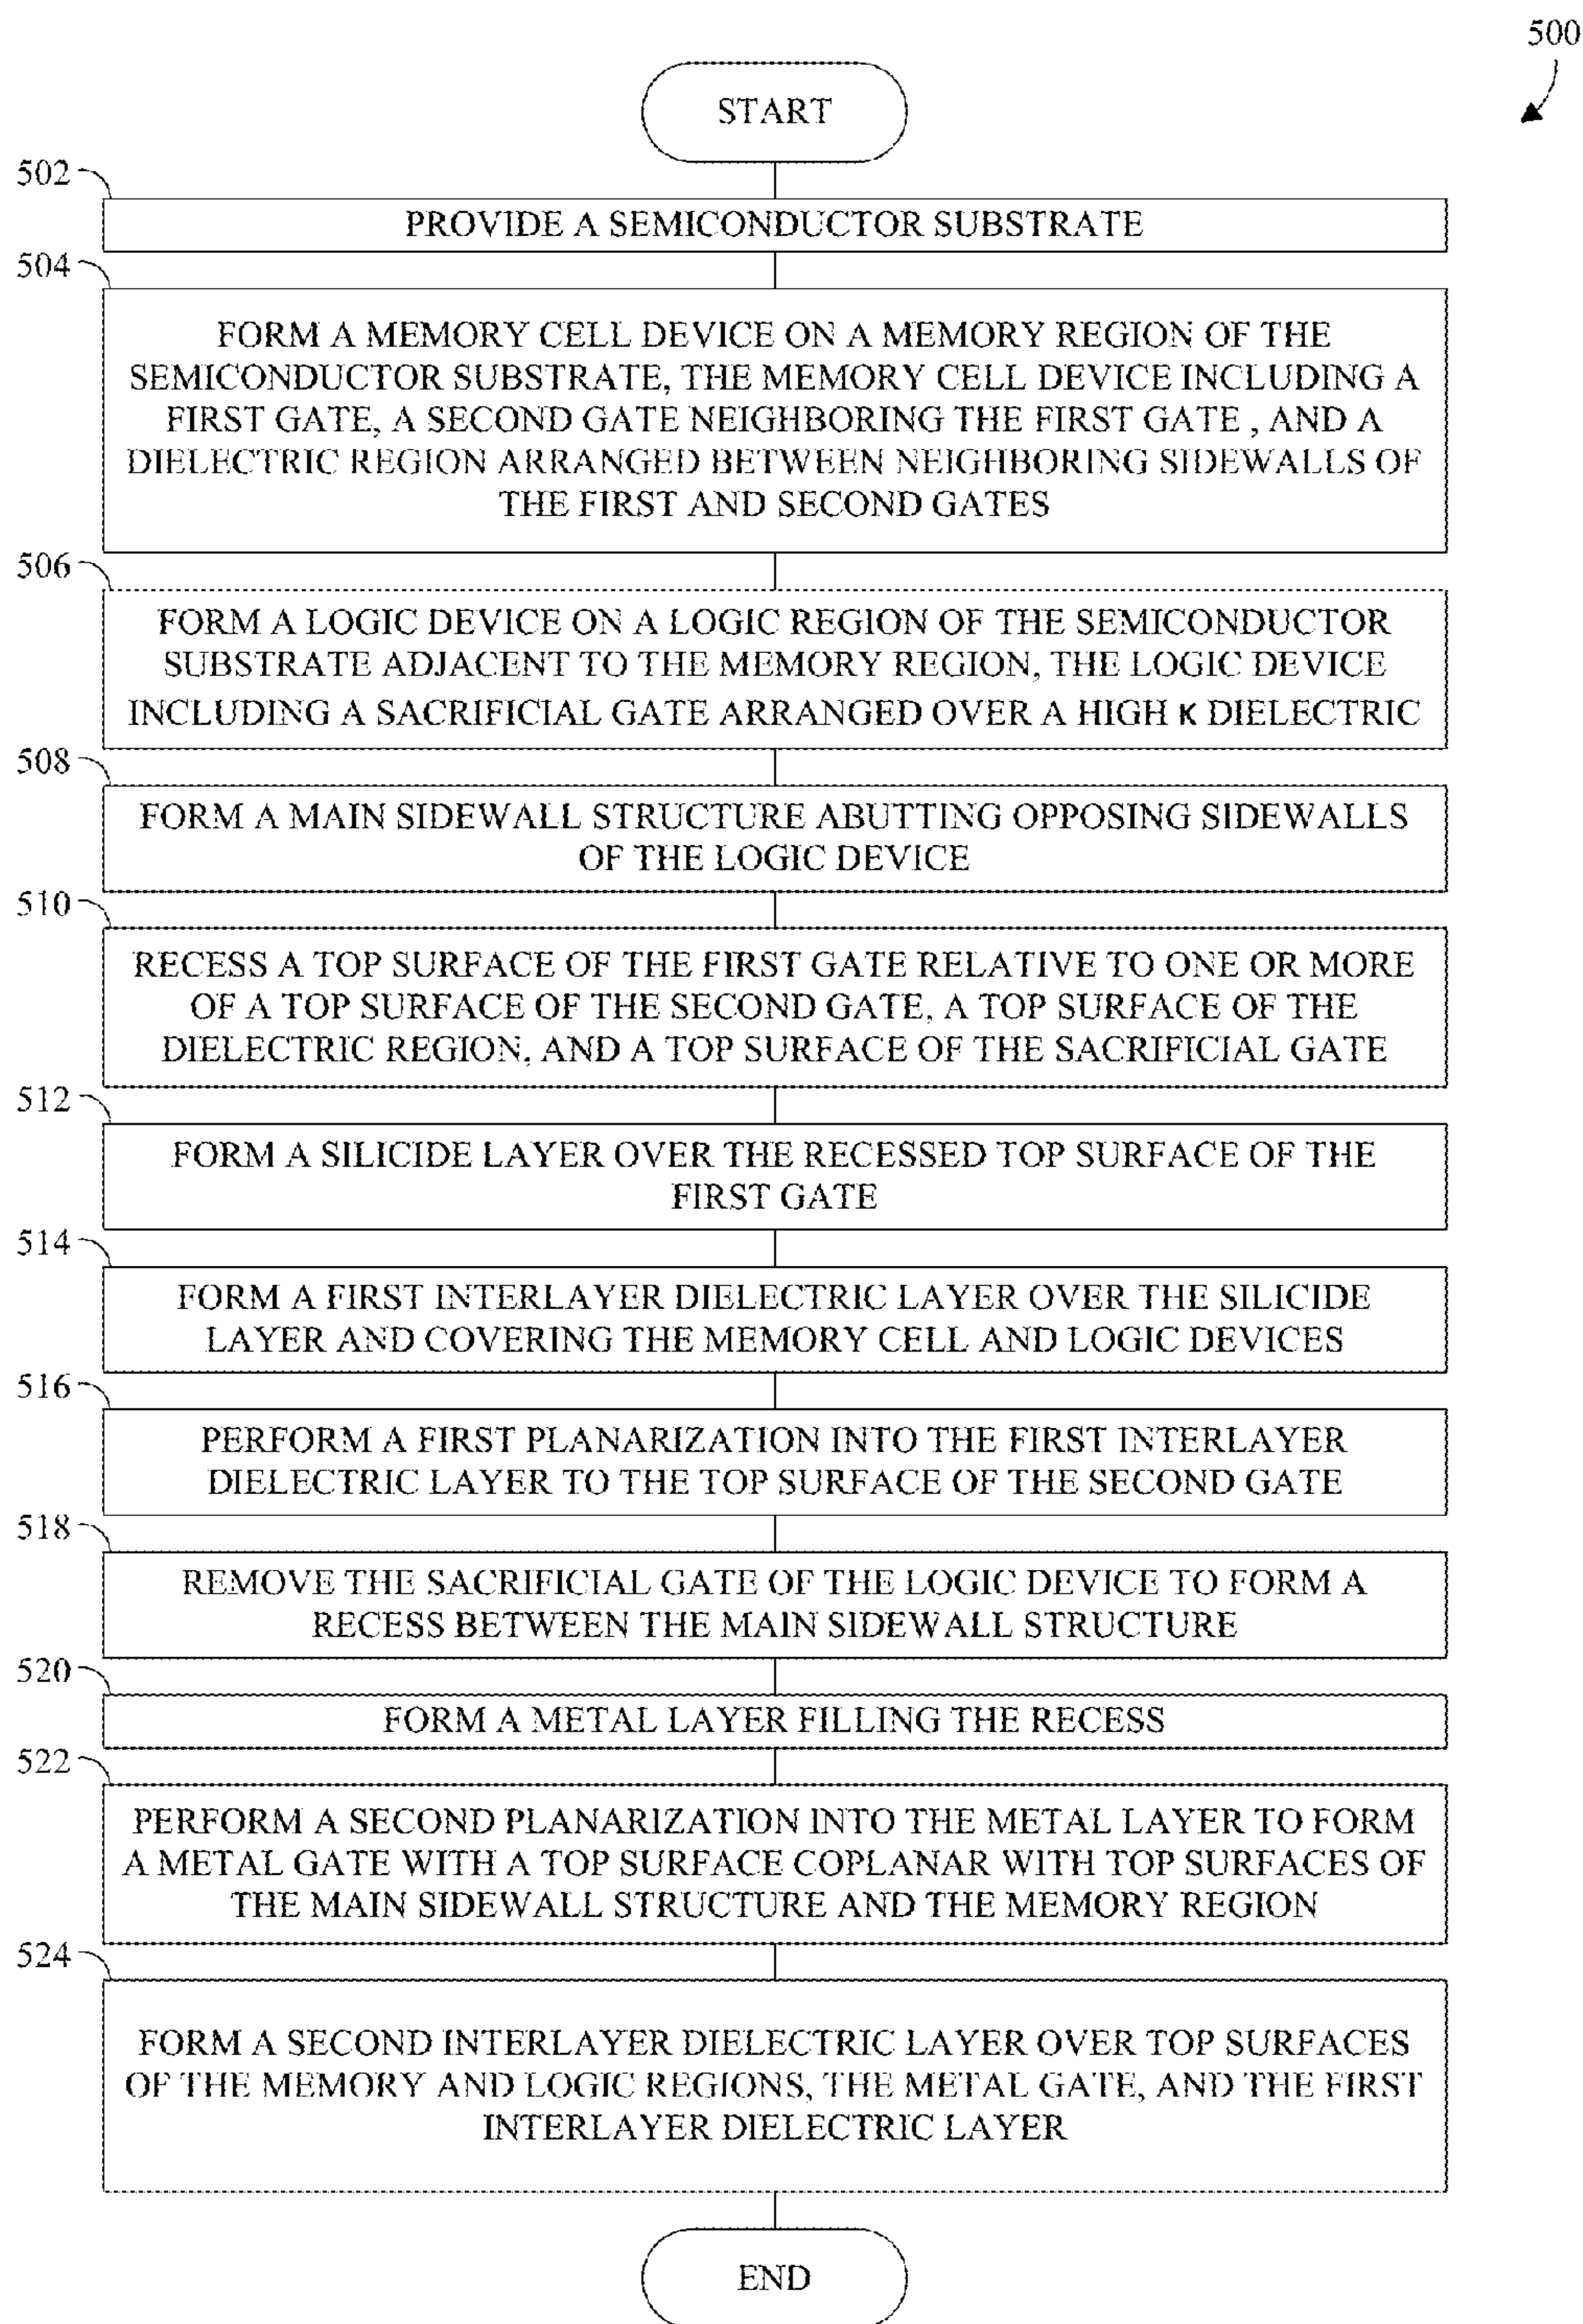 500
START
502
PROVIDE A SEMICONDUCTOR SUBSTRATE
504
FORM A MEMORY CELL DEVICE ON A MEMORY REGION OF THE
SEMICONDUCTOR SUBSTRATE, THE MEMORY CELL DEVICE INCLUDING A
FIRST GATE, A SECOND GATE NEIGHBORING THE FIRST GATE , AND A
DIELECTRIC REGION ARRANGED BETWEEN NEIGHBORING SIDEWALLS OF
THE FIRST AND SECOND GATES
506
FORM A LOGIC DEVICE ON A LOGIC REGION OF THE SEMICONDUCTOR
SUBSTRATE ADJACENT TO THE MEMORY REGION, THE LOGIC DEVICE
INCLUDING A SACRIFICIAL GATE ARRANGED OVER A HIGH κ DIELECTRIC
508
FORM A MAIN SIDEWALL STRUCTURE ABUTTING OPPOSING SIDEWALLS
OF THE LOGIC DEVICE
510
RECESS A TOP SURFACE OF THE FIRST GATE RELATIVE TO ONE OR MORE
OF A TOP SURFACE OF THE SECOND GATE, A TOP SURFACE OF THE
DIELECTRIC REGION, AND A TOP SURFACE OF THE SACRIFICIAL GATE
512
FORM A SILICIDE LAYER OVER THE RECESSED TOP SURFACE OF THE
FIRST GATE
514
FORM A FIRST INTERLAYER DIELECTRIC LAYER OVER THE SILICIDE
LAYER AND COVERING THE MEMORY CELL AND LOGIC DEVICES
516
PERFORM A FIRST PLANARIZATION INTO THE FIRST INTERLAYER
DIELECTRIC LAYER TO THE TOP SURFACE OF THE SECOND GATE
518
REMOVE THE SACRIFICIAL GATE OF THE LOGIC DEVICE TO FORM A
RECESS BETWEEN THE MAIN SIDEWALL STRUCTURE
520
FORM A METAL LAYER FILLING THE RECESS
522
PERFORM A SECOND PLANARIZATION INTO THE METAL LAYER TO FORM
A METAL GATE WITH A TOP SURFACE COPLANAR WITH TOP SURFACES OF
THE MAIN SIDEWALL STRUCTURE AND THE MEMORY REGION
524
FORM A SECOND INTERLAYER DIELECTRIC LAYER OVER TOP SURFACES
OF THE MEMORY AND LOGIC REGIONS, THE METAL GATE, AND THE FIRST
INTERLAYER DIELECTRIC LAYER
END